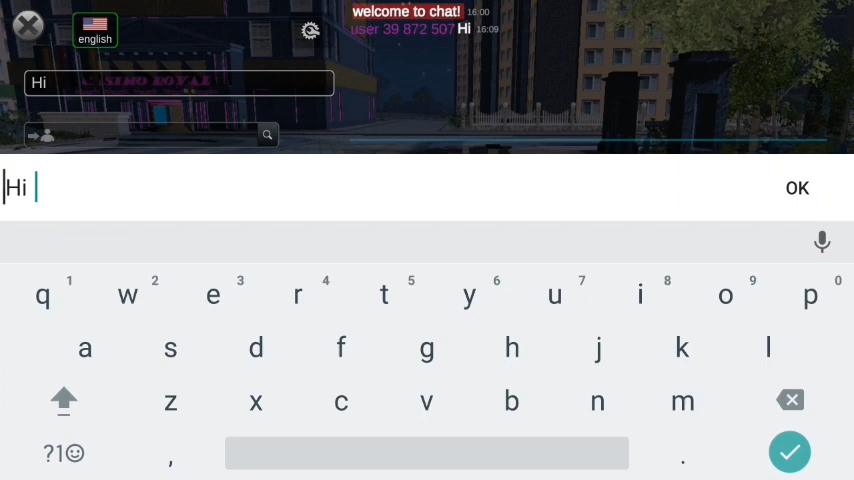 welcome to chat! 16:00
english
user 39 872 507 Hi 16:09
Hi
Hi
OK
q 1 w 2 e 3 r 4 t 5 y 6 u 7 i 8 o 9 p 0
a s d f g h j k l
z x c v b n m
?1☺ , .